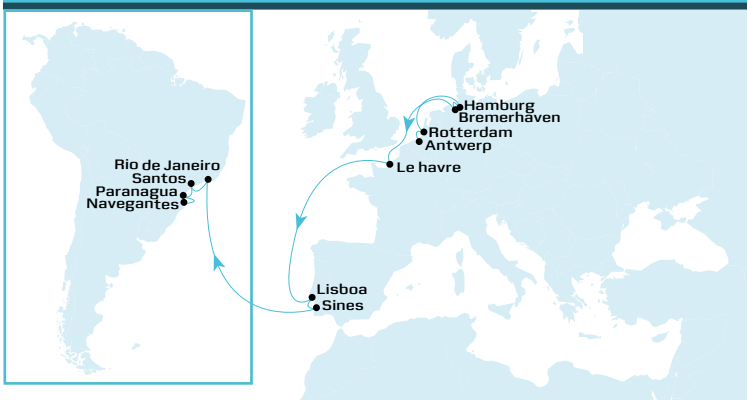 Rio de Janeiro
Santos
Paranagua
Navegantes
Hamburg
Bremerhaven
Rotterdam
Antwerp
Le havre
Lisboa
Sines